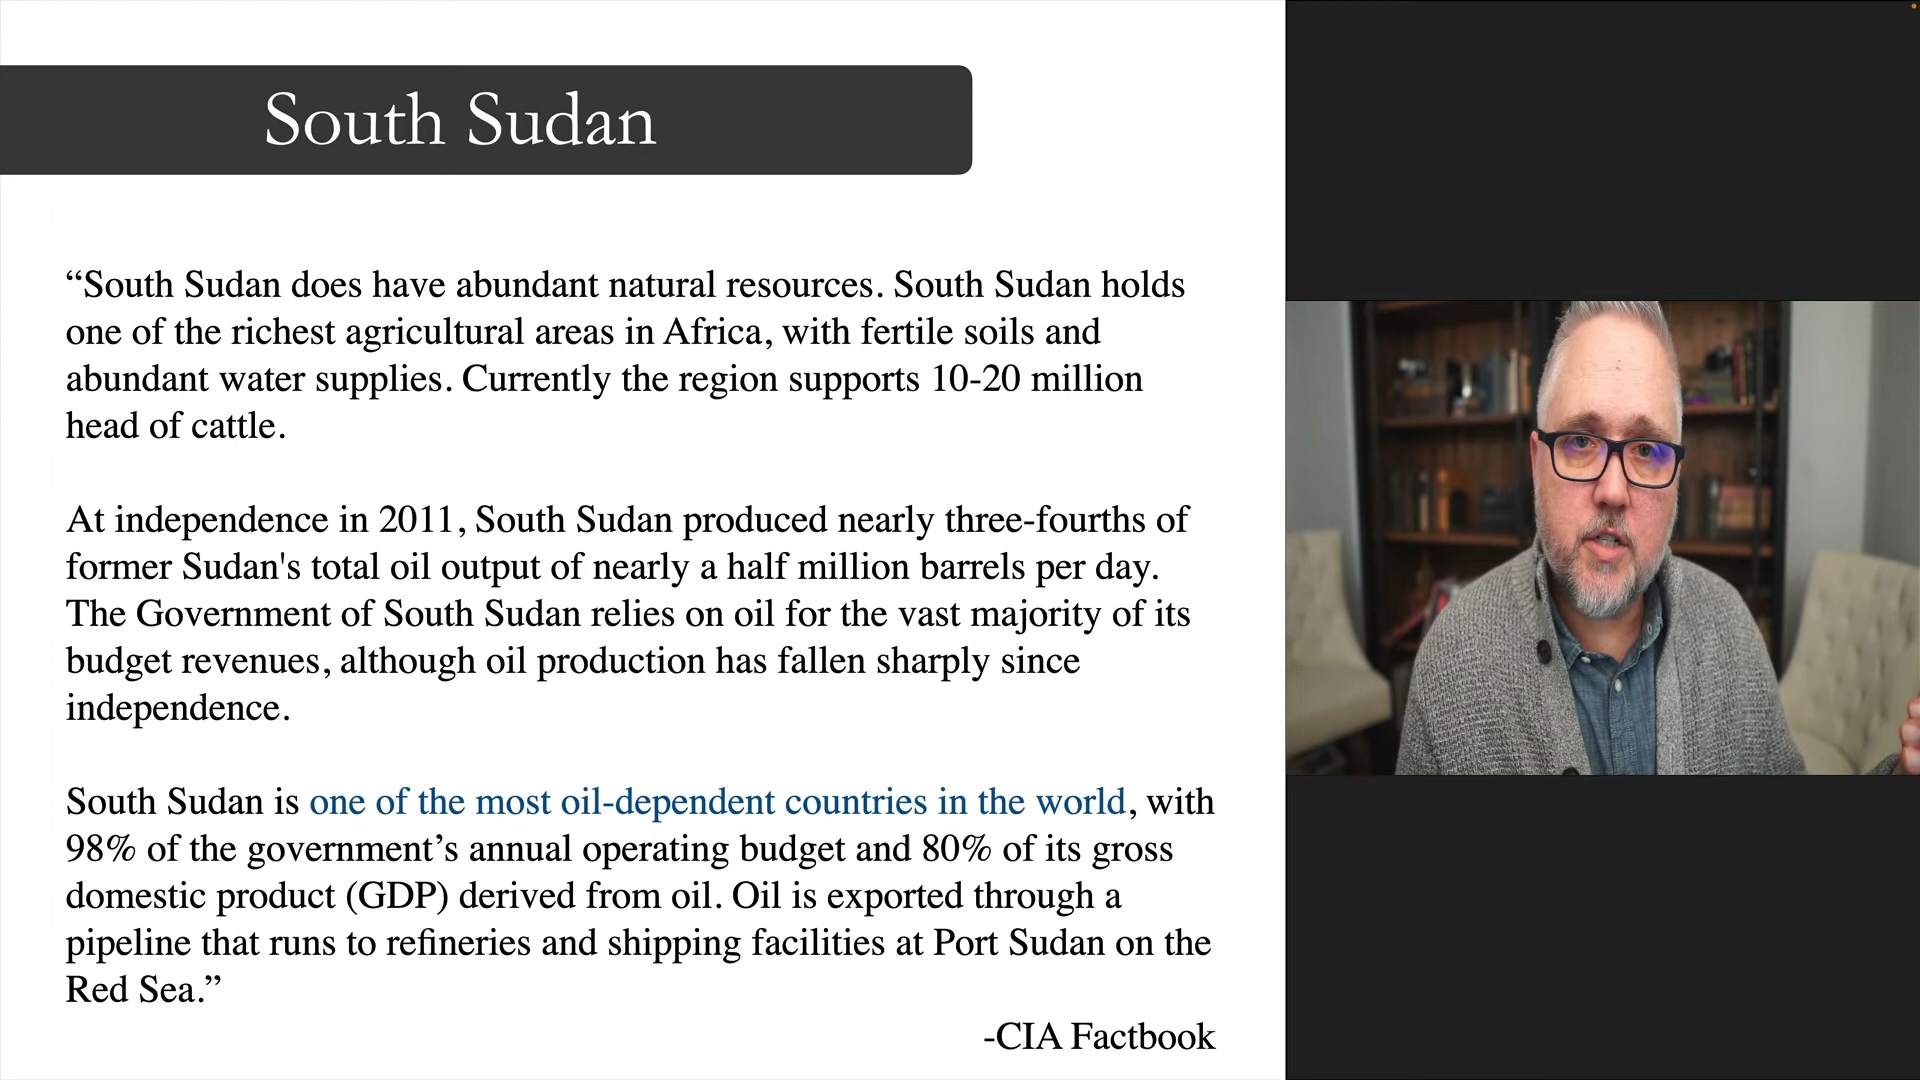 South Sudan
“South Sudan does have abundant natural resources. South Sudan holds
one of the richest agricultural areas in Africa, with fertile soils and
abundant water supplies. Currently the region supports 10-20 million
head of cattle.
At independence in 2011, South Sudan produced nearly three-fourths of
former Sudan's total oil output of nearly a half million barrels per day.
The Government of South Sudan relies on oil for the vast majority of its
budget revenues, although oil production has fallen sharply since
independence.
South Sudan is one of the most oil-dependent countries in the world, with
98% of the government’s annual operating budget and 80% of its gross
domestic product (GDP) derived from oil. Oil is exported through a
pipeline that runs to refineries and shipping facilities at Port Sudan on the
Red Sea.”
-CIA Factbook